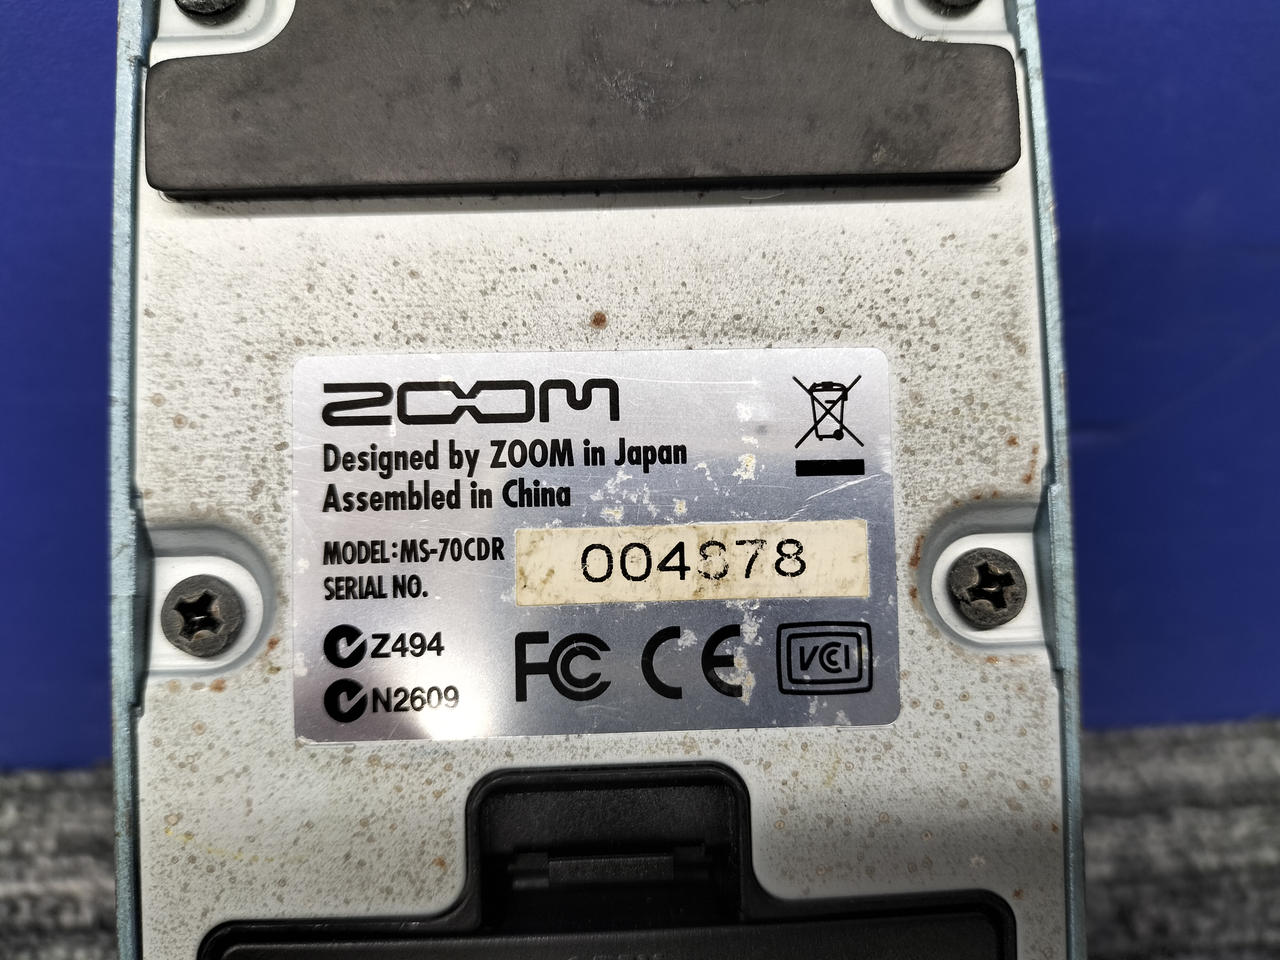 ZOOM
Designed by ZOOM in Japan
Assembled in China
MODEL:MS-70CDR
SERIAL NO.
Z494
N2609
FC CE VCI